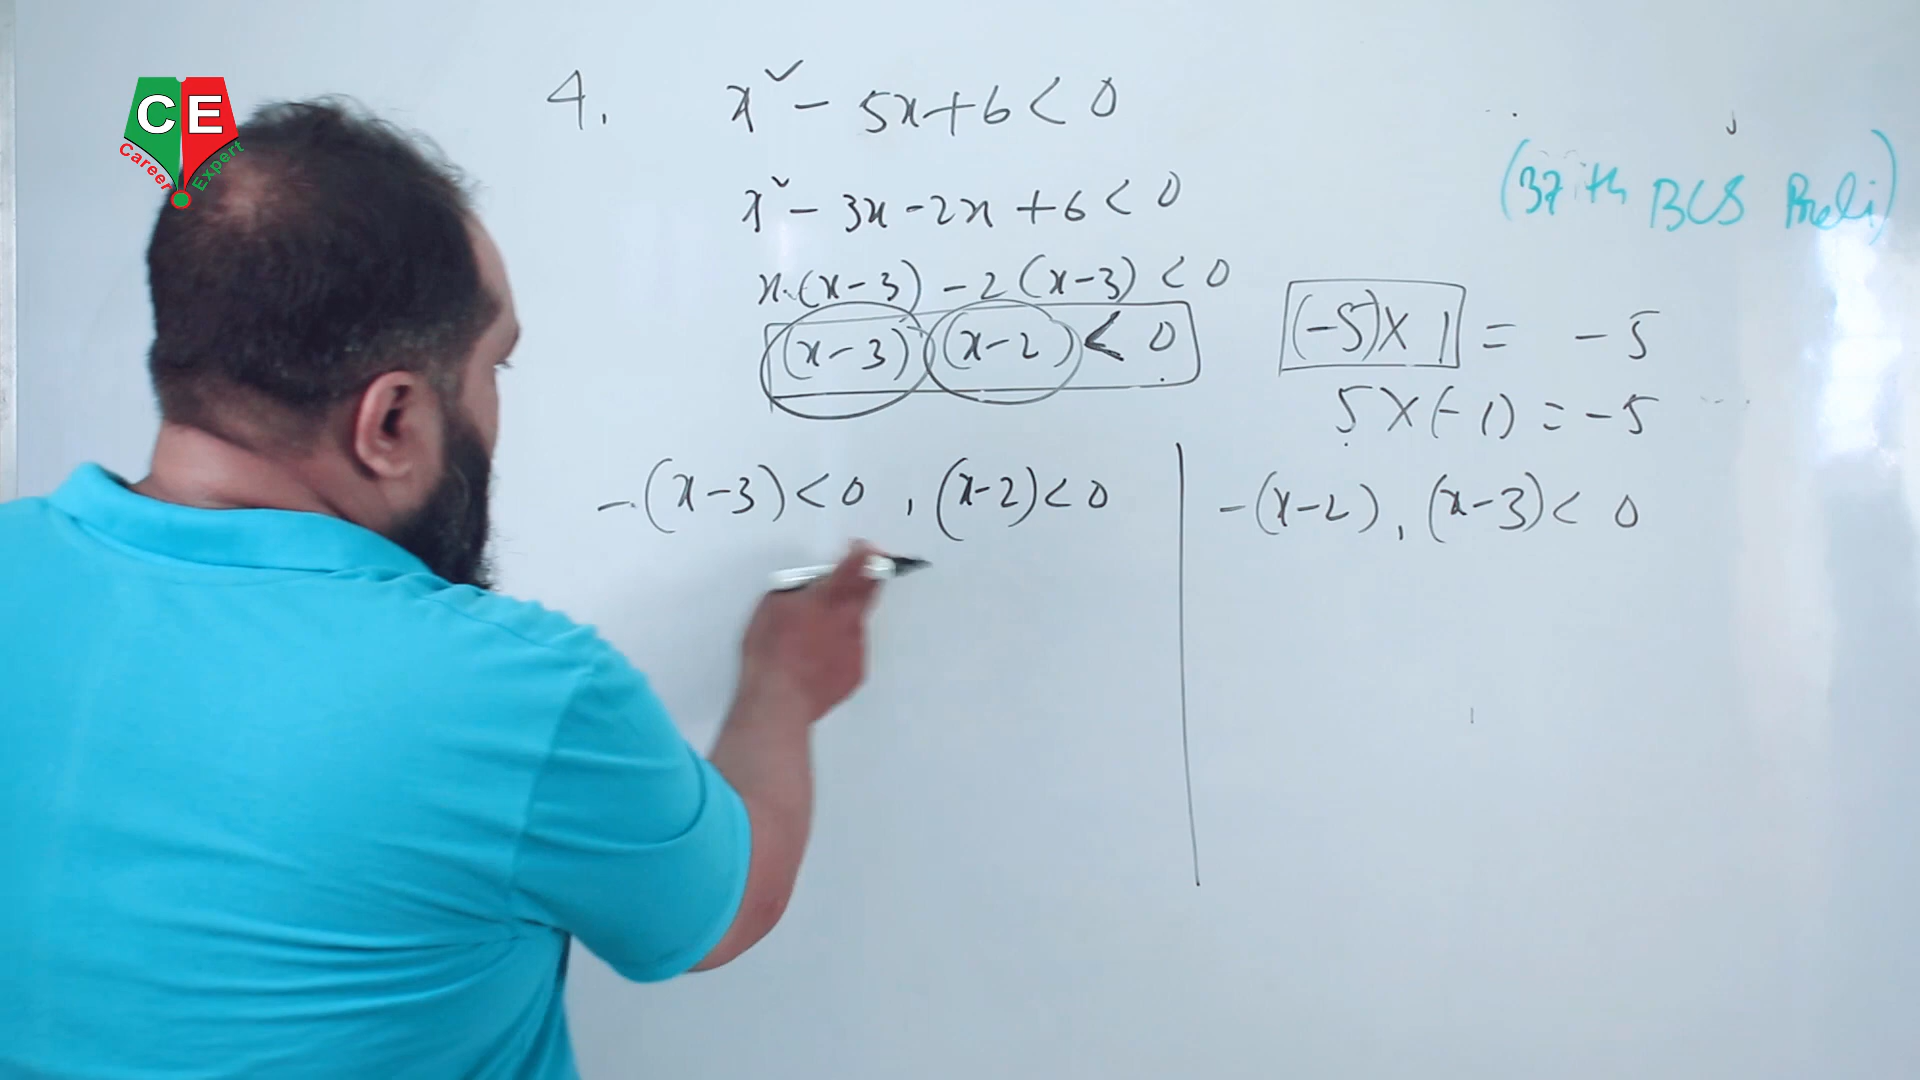 CE
Career Expert
4. x² - 5x + 6 < 0
(37th BCS Preli)
x² - 3x - 2x + 6 < 0
x(x-3) - 2(x-3) < 0
(x-3)(x-2) < 0
(-5)×1 = -5
5×(-1) = -5
-(x-3) < 0, (x-2) < 0
-(x-2), (x-3) < 0